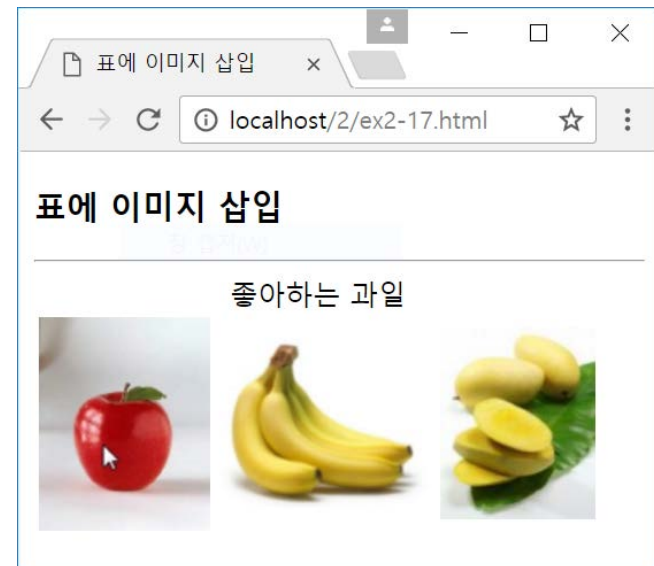 표에 이미지 삽입
localhost/2/ex2-17.html
표에 이미지 삽입
좋아하는 과일